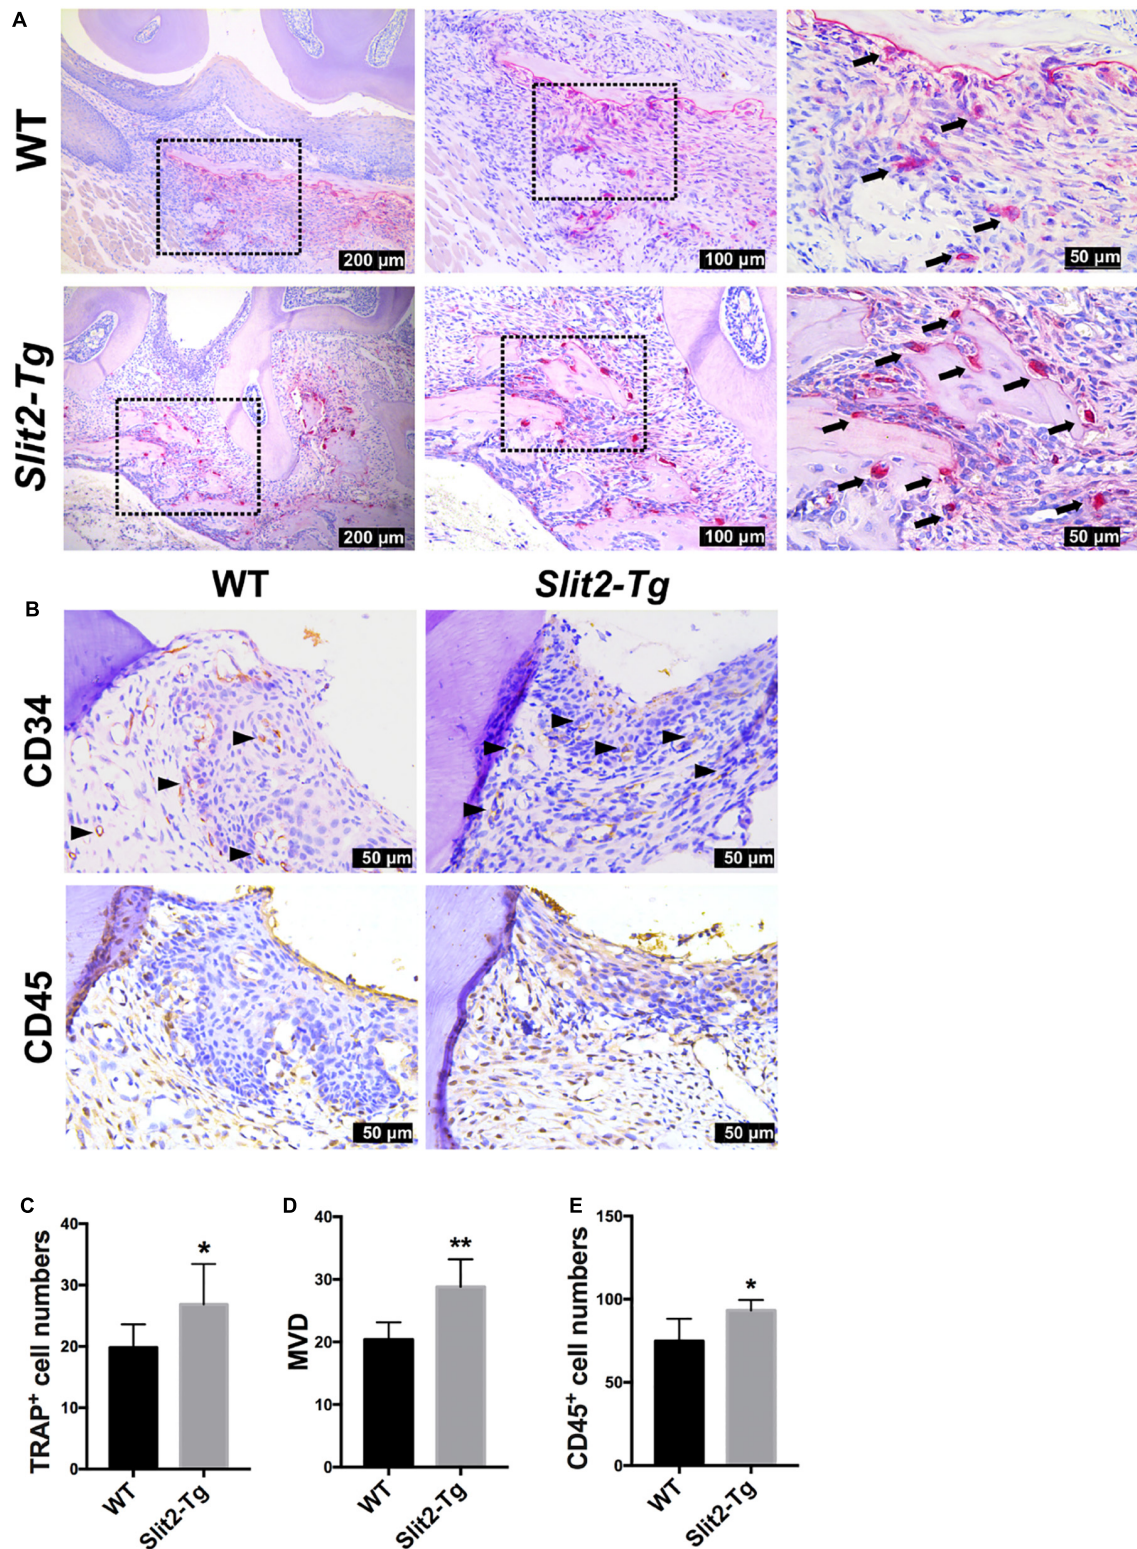 A
WT
200 µm
100 µm
50 µm
Slit2-Tg
200 µm
100 µm
50 µm
WT
Slit2-Tg
B
CD34
50 µm
50 µm
CD45
50 µm
50 µm
C
TRAP+ cell numbers
40
30
20
10
0
WT
Slit2-Tg
*
D
MVD
40
30
20
10
0
WT
Slit2-Tg
**
E
CD45+ cell numbers
150
100
50
0
WT
Slit2-Tg
*